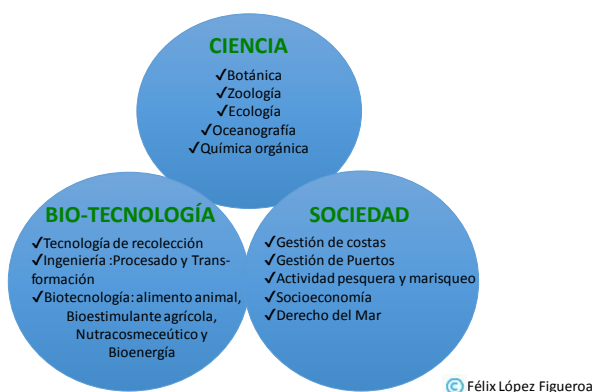 CIENCIA
✓Botánica
✓Zoología
✓Ecología
✓Oceanografía
✓Química orgánica
BIO-TECNOLOGÍA
✓Tecnología de recolección
✓Ingeniería :Procesado y Trans-
formación
✓Biotecnología: alimento animal,
Bioestimulante agrícola,
Nutracosmeceútico y
Bioenergía
SOCIEDAD
✓Gestión de costas
✓Gestión de Puertos
✓Actividad pesquera y marisqueo
✓Socioeconomía
✓Derecho del Mar
© Félix López Figueroa